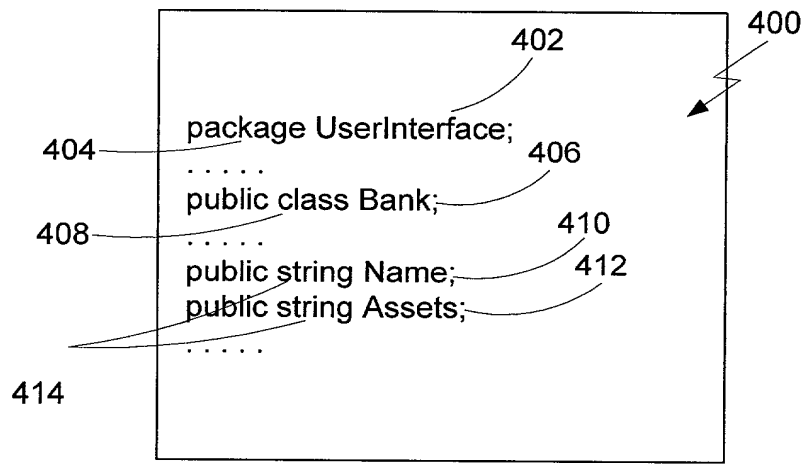 402
400
package UserInterface;
404
. . . . .
406
public class Bank;
408
. . . . .
410
public string Name;
412
public string Assets;
. . . . .
414